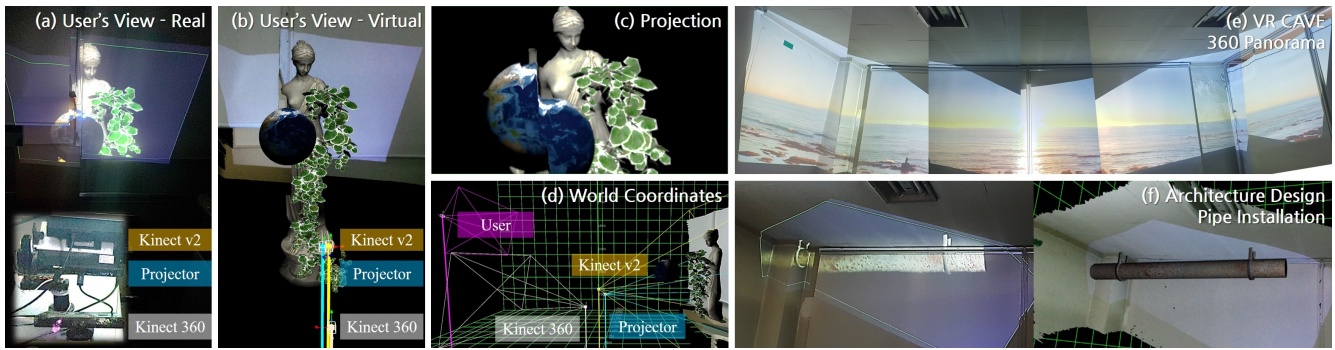 (a) User's View - Real
Kinect v2
Projector
Kinect 360
(b) User's View - Virtual
Kinect v2
Projector
Kinect 360
(c) Projection
(d) World Coordinates
User
Kinect v2
Kinect 360
Projector
(e) VR CAVE
360 Panorama
(f) Architecture Design
Pipe Installation